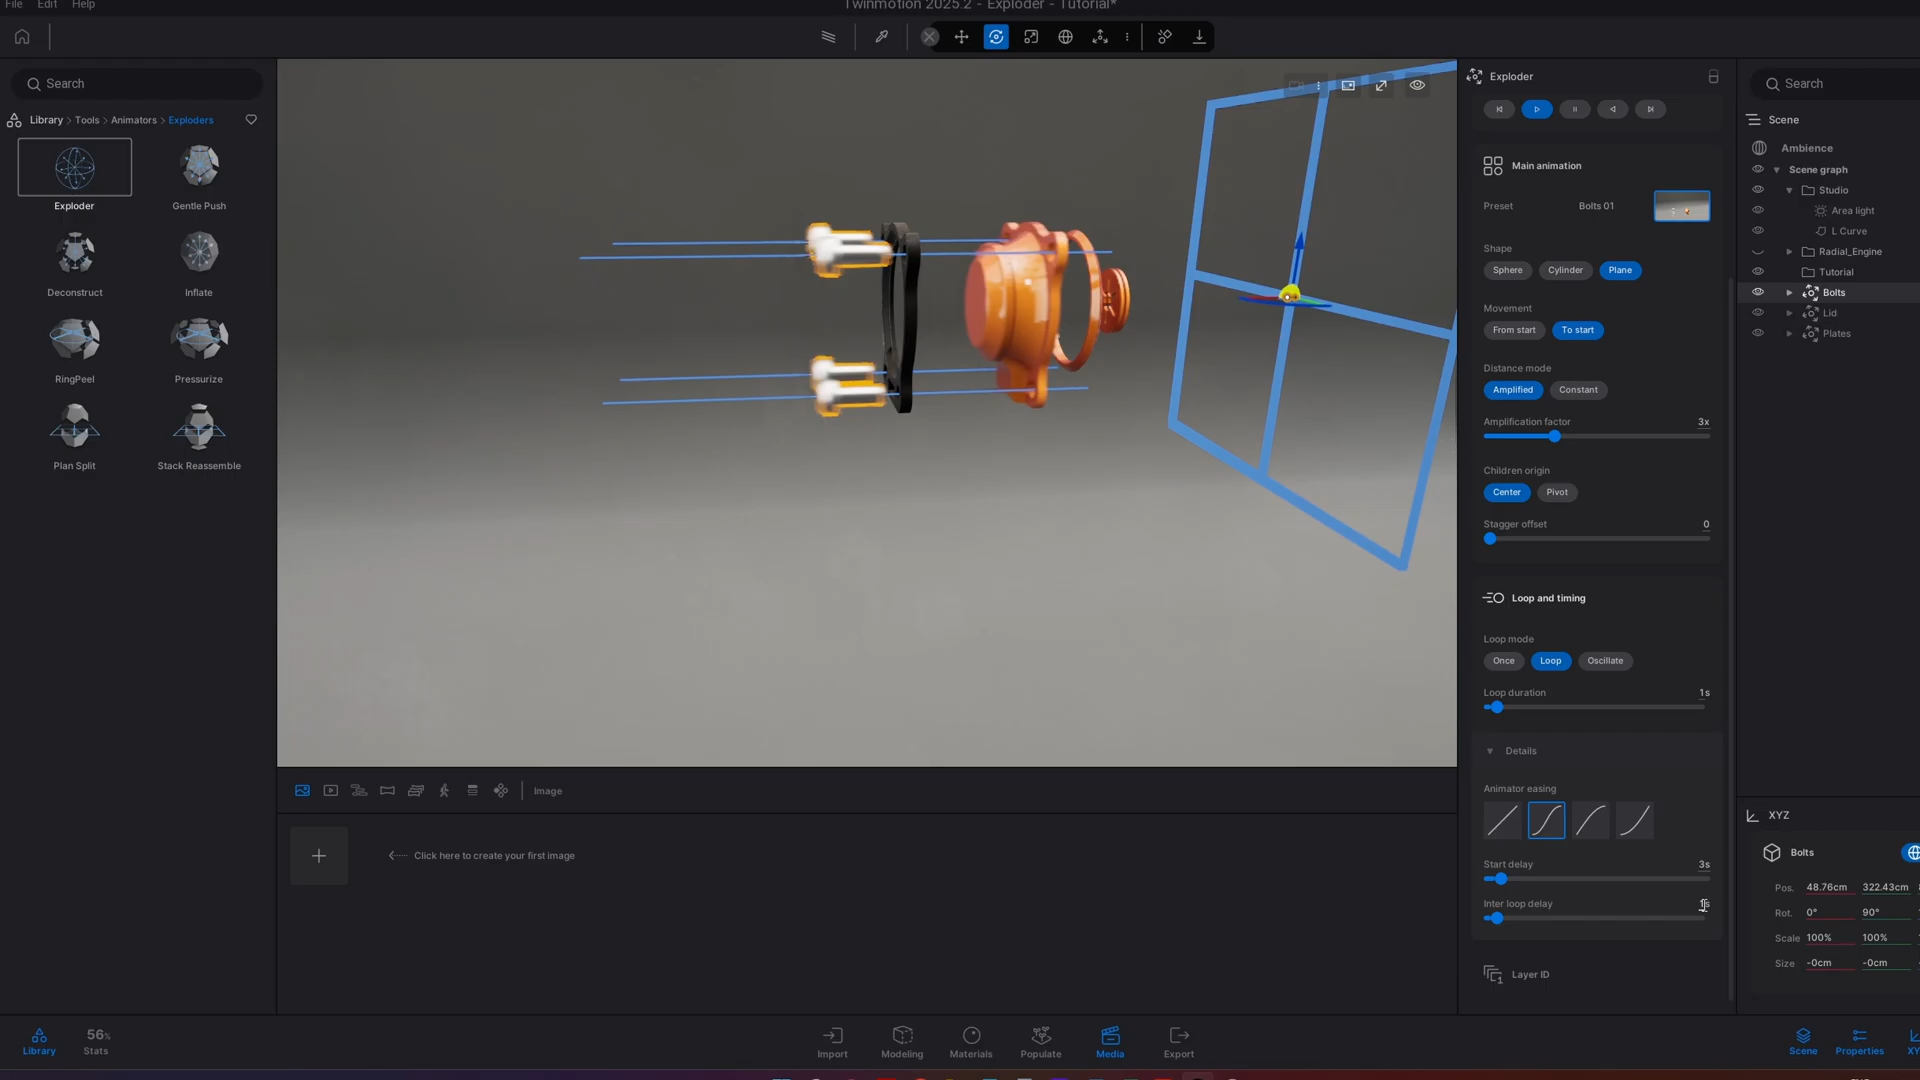 File Edit Help
Twinmotion 2025.2 - Exploder - Tutorial*
Search
Library > Tools > Animators > Exploders
Exploder
Gentle Push
Deconstruct
Inflate
RingPeel
Pressurize
Plan Split
Stack Reassemble
Image
Click here to create your first image
Exploder
Main animation
Preset
Bolts 01
Shape
Sphere
Cylinder
Plane
Movement
From start
To start
Distance mode
Amplified
Constant
Amplification factor
3x
Children origin
Center
Pivot
Stagger offset
0
Loop and timing
Loop mode
Once
Loop
Oscillate
Loop duration
1s
Details
Animator easing
Start delay
3s
Inter loop delay
Layer ID
Search
Scene
Ambience
Scene graph
Studio
Area light
L Curve
Radial_Engine
Tutorial
Bolts
Lid
Plates
XYZ
Bolts
Pos. 48.76cm 322.43cm
Rot. 0° 90°
Scale 100% 100%
Size -0cm -0cm
Library
56%
Stats
Import
Modeling
Materials
Populate
Media
Export
Scene
Properties